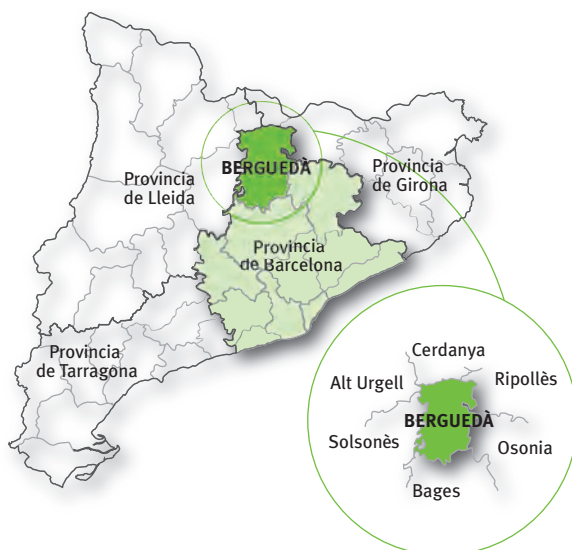 BERGUEDÀ
Provincia
de Lleida
Provincia
de Girona
Provincia
de Barcelona
Provincia
de Tarragona
Cerdanya
Alt Urgell
Ripollès
BERGUEDÀ
Solsonès
Osonia
Bages